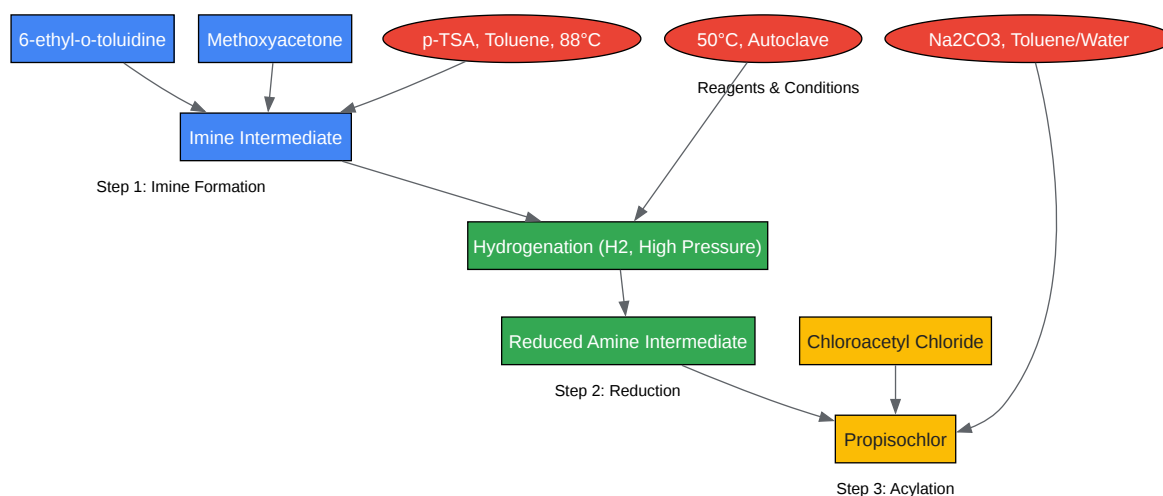 6-ethyl-o-toluidine
Methoxyacetone
p-TSA, Toluene, 88°C
50°C, Autoclave
Na2CO3, Toluene/Water
Reagents & Conditions
Imine Intermediate
Step 1: Imine Formation
Hydrogenation (H2, High Pressure)
Reduced Amine Intermediate
Chloroacetyl Chloride
Step 2: Reduction
Propisochlor
Step 3: Acylation